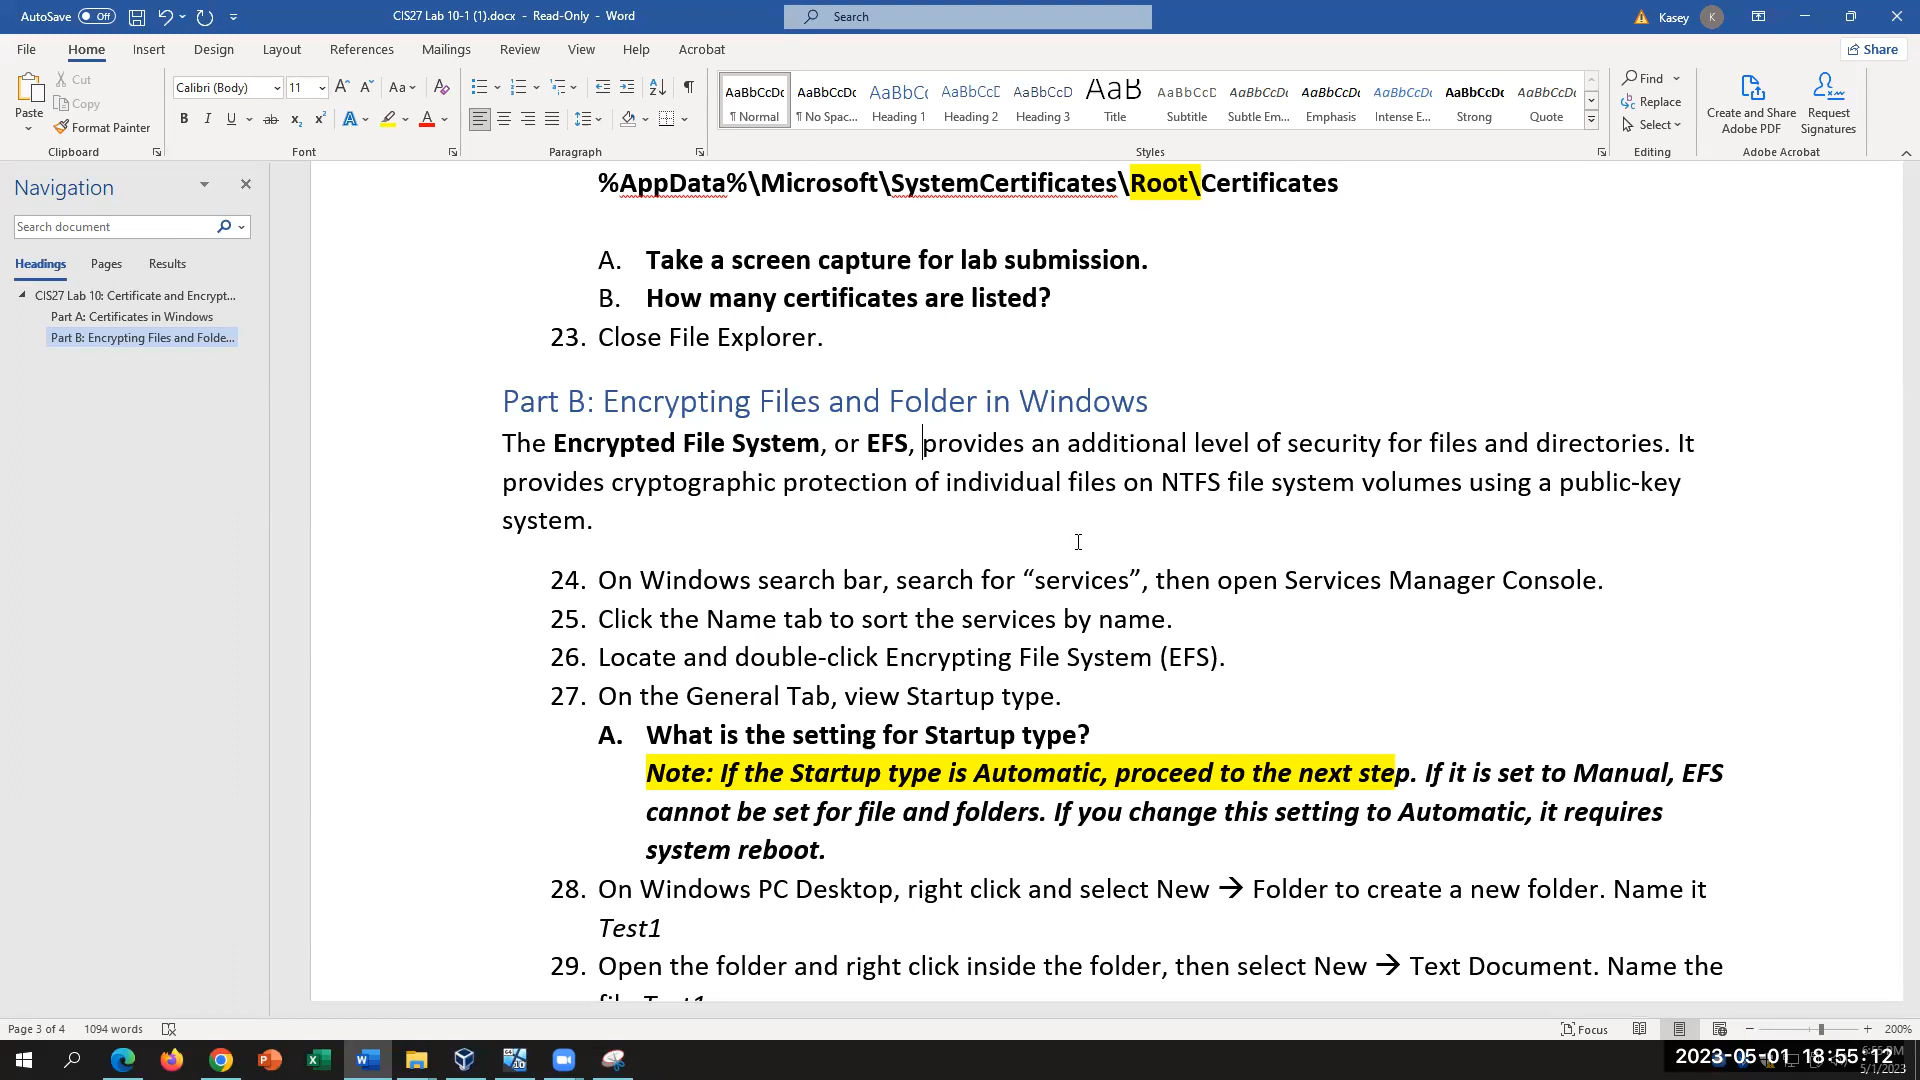 AutoSave Off CIS27 Lab 10-1 (1).docx - Read-Only - Word Search Kasey K
File Home Insert Design Layout References Mailings Review View Help Acrobat Share
Paste Cut Copy Format Painter
Calibri (Body) 11 Aa
B I U ab x₂ x² A A
AaBbCcDc AaBbCcDc AaBbCc AaBbCcD AaBbCcDc AaB AaBbCcD AaBbCcDc AaBbCcDc AaBbCcDc AaBbCcDc AaBbCcDc
¶ Normal ¶ No Spac... Heading 1 Heading 2 Heading 3 Title Subtitle Subtle Em... Emphasis Intense E... Strong Quote
Find Replace Select
Create and Share Adobe PDF Request Signatures
Clipboard Font Paragraph Styles Editing Adobe Acrobat
Navigation
Search document
Headings Pages Results
CIS27 Lab 10: Certificate and Encrypt...
Part A: Certificates in Windows
Part B: Encrypting Files and Folde...
%AppData%\Microsoft\SystemCertificates\Root\Certificates
A. Take a screen capture for lab submission.
B. How many certificates are listed?
23. Close File Explorer.
Part B: Encrypting Files and Folder in Windows
The Encrypted File System, or EFS, provides an additional level of security for files and directories. It
provides cryptographic protection of individual files on NTFS file system volumes using a public-key
system.
24. On Windows search bar, search for “services”, then open Services Manager Console.
25. Click the Name tab to sort the services by name.
26. Locate and double-click Encrypting File System (EFS).
27. On the General Tab, view Startup type.
A. What is the setting for Startup type?
Note: If the Startup type is Automatic, proceed to the next step. If it is set to Manual, EFS
cannot be set for file and folders. If you change this setting to Automatic, it requires
system reboot.
28. On Windows PC Desktop, right click and select New → Folder to create a new folder. Name it
Test1
29. Open the folder and right click inside the folder, then select New → Text Document. Name the
file Test1
Page 3 of 4 1094 words Focus 200%
2023-05-01 18:55:12
5/1/2023